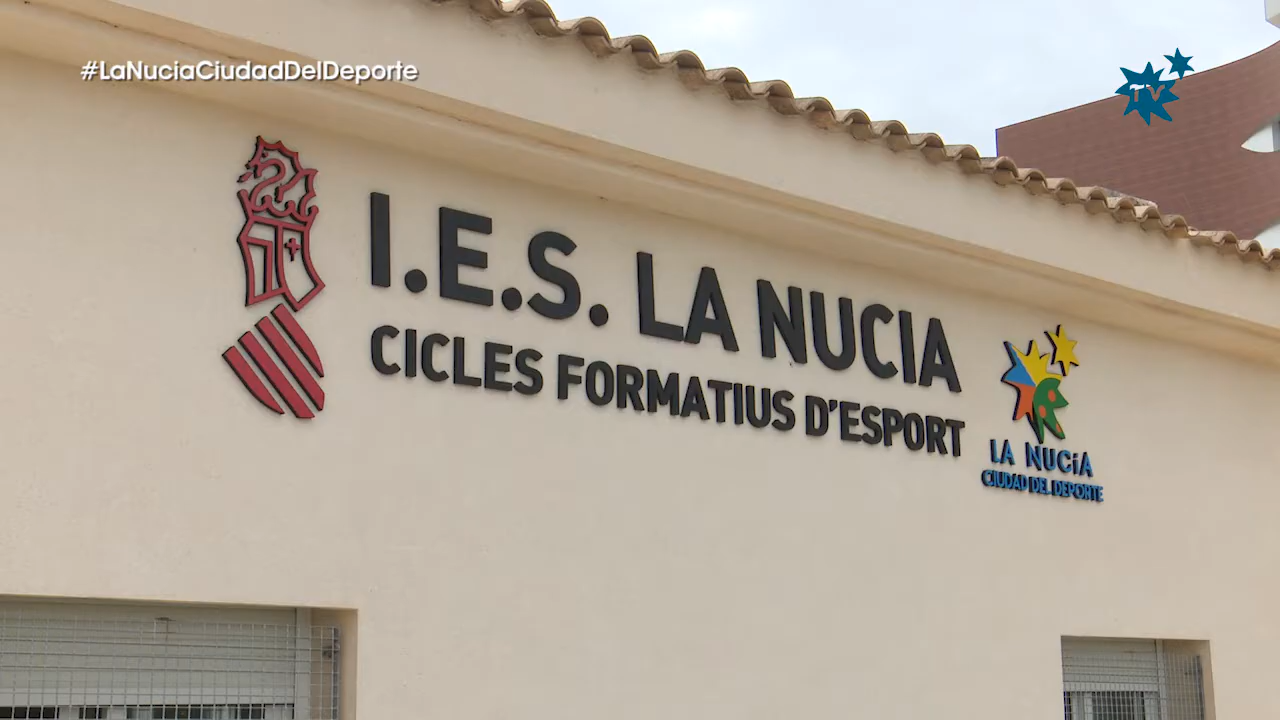 #LaNuciaCiudadDelDeporte
TV
I.E.S. LA NUCIA
CICLES FORMATIUS D'ESPORT
LA NUCiA
CIUDAD DEL DEPORTE